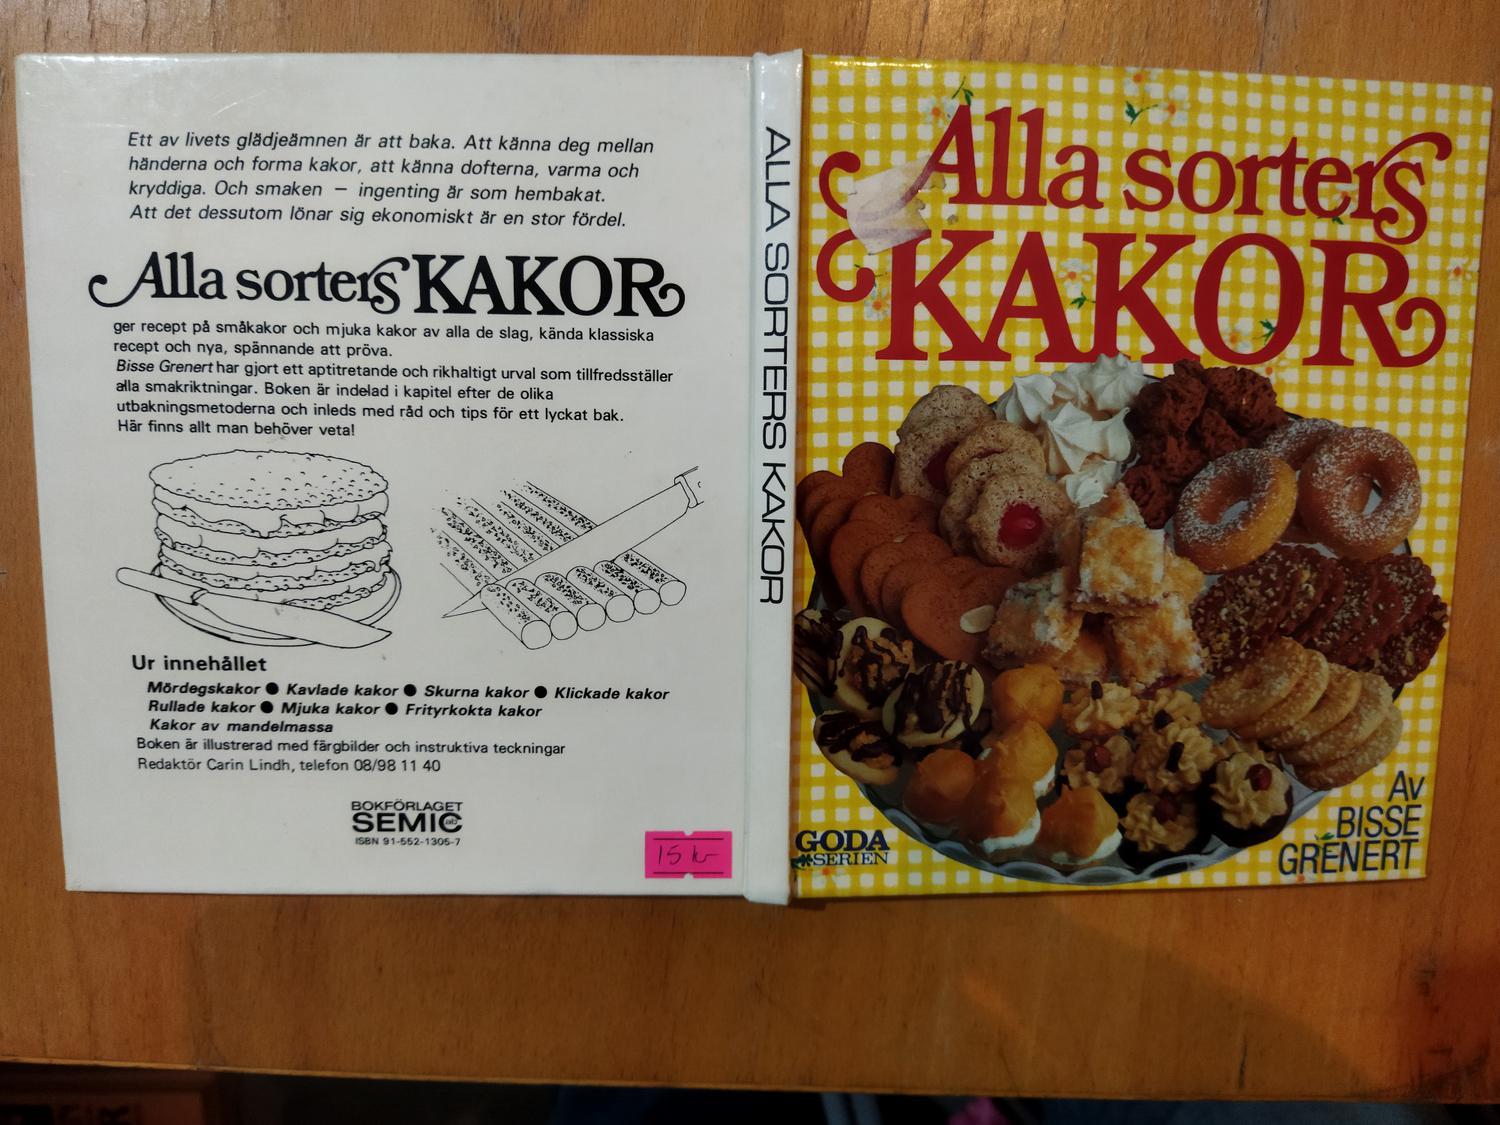 Ett av livets glädjeämnen är att baka. Att känna deg mellan
händerna och forma kakor, att känna dofterna, varma och
kryddiga. Och smaken — ingenting är som hembakat.
Att det dessutom lönar sig ekonomiskt är en stor fördel.
Alla sorters KAKOR
ger recept på småkakor och mjuka kakor av alla de slag, kända klassiska
recept och nya, spännande att pröva.
Bisse Grenert har gjort ett aptitretande och rikhaltigt urval som tillfredsställer
alla smakriktningar. Boken är indelad i kapitel efter de olika
utbakningsmetoderna och inleds med råd och tips för ett lyckat bak.
Här finns allt man behöver veta!
Ur innehållet
Mördegskakor ● Kavlade kakor ● Skurna kakor ● Klickade kakor
Rullade kakor ● Mjuka kakor ● Frityrkokta kakor
Kakor av mandelmassa
Boken är illustrerad med färgbilder och instruktiva teckningar
Redaktör Carin Lindh, telefon 08/98 11 40
BOKFÖRLAGET
SEMIC ab
ISBN 91-552-1305-7
15 kr
ALLA SORTERS KAKOR
Alla sorters
KAKOR
Av
BISSE
GRENERT
GODA
SERIEN